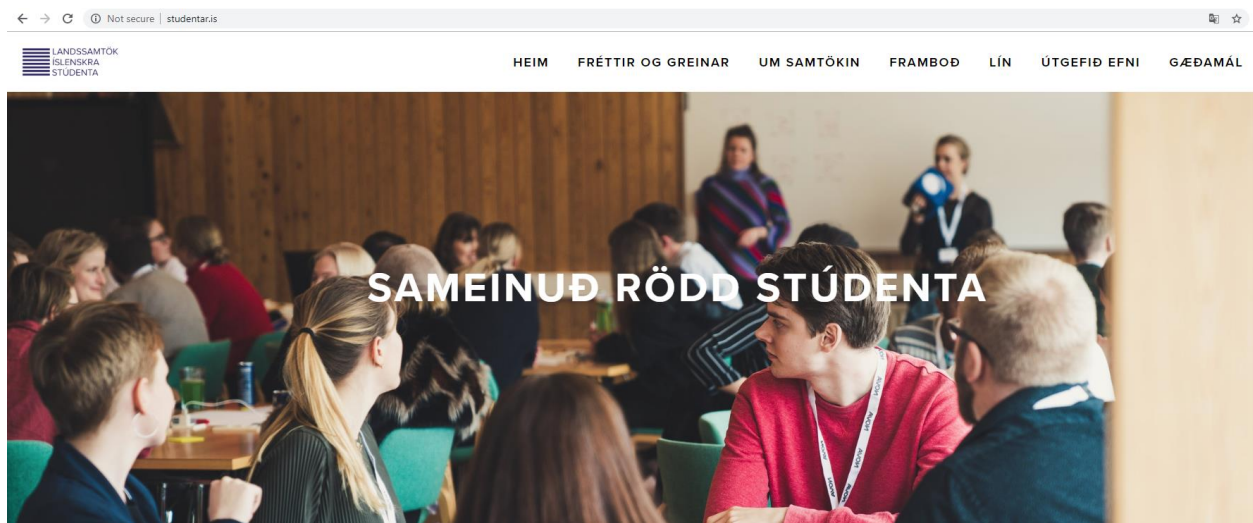 Not secure
studentar.is
LANDSSAMTÖK
ÍSLENSKRA
STÚDENTA
HEIM
FRÉTTIR OG GREINAR
UM SAMTÖKIN
FRAMBOÐ
LÍN
ÚTGEFIÐ EFNI
GÆÐAMÁL
SAMEINUÐ RÖDD STÚDENTA